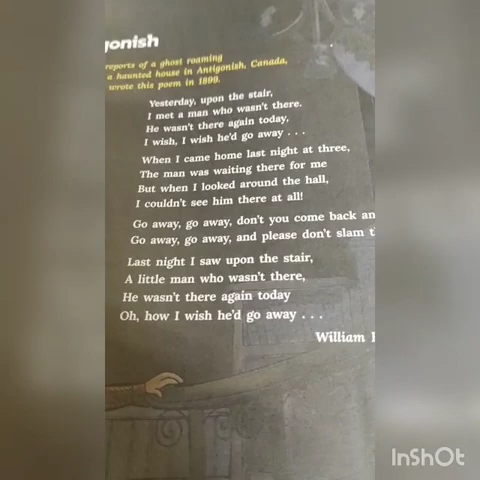 gonish
reports of a ghost roaming
a haunted house in Antigonish, Canada,
wrote this poem in 1899.
Yesterday, upon the stair,
I met a man who wasn't there.
He wasn't there again today,
I wish, I wish he'd go away . . .
When I came home last night at three,
The man was waiting there for me
But when I looked around the hall,
I couldn't see him there at all!
Go away, go away, don't you come back an
Go away, go away, and please don't slam
Last night I saw upon the stair,
A little man who wasn't there,
He wasn't there again today
Oh, how I wish he'd go away . . .
William
InShOt